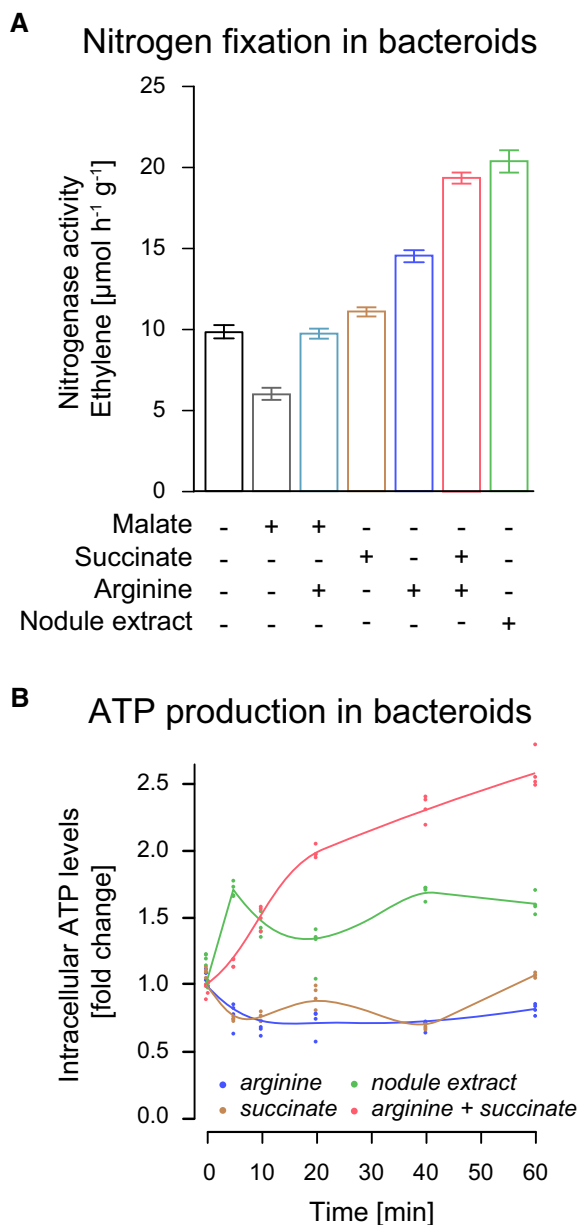 A
Nitrogen fixation in bacteroids
Nitrogenase activity
Ethylene [µmol h⁻¹ g⁻¹]
25
20
15
10
5
0
Malate - + + - - - -
Succinate - - - + - + -
Arginine - - + - + + -
Nodule extract - - - - - - +
B
ATP production in bacteroids
Intracellular ATP levels
[fold change]
2.5
2.0
1.5
1.0
0.5
0.0
arginine nodule extract
succinate arginine + succinate
0 10 20 30 40 50 60
Time [min]